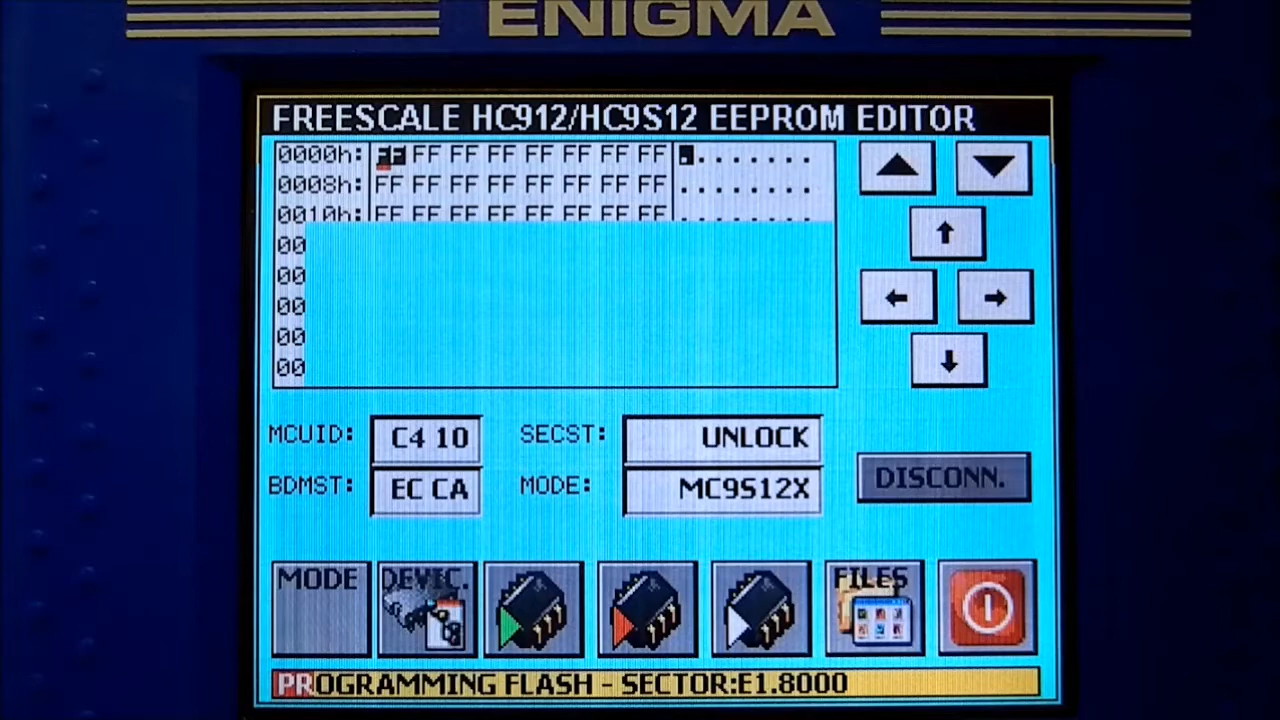 ENIGMA
FREESCALE HC912/HC9S12 EEPROM EDITOR
0000h: FF FF FF FF FF FF FF FF ........
0008h: FF FF FF FF FF FF FF FF ........
0010h: FF FF FF FF FF FF FF FF ........
00
00
00
00
00
MCUID: C4 10 SECST: UNLOCK
BDMST: EC CA MODE: MC9S12X
DISCONN.
MODE DEVIC. FILES
PROGRAMMING FLASH - SECTOR:E1.8000